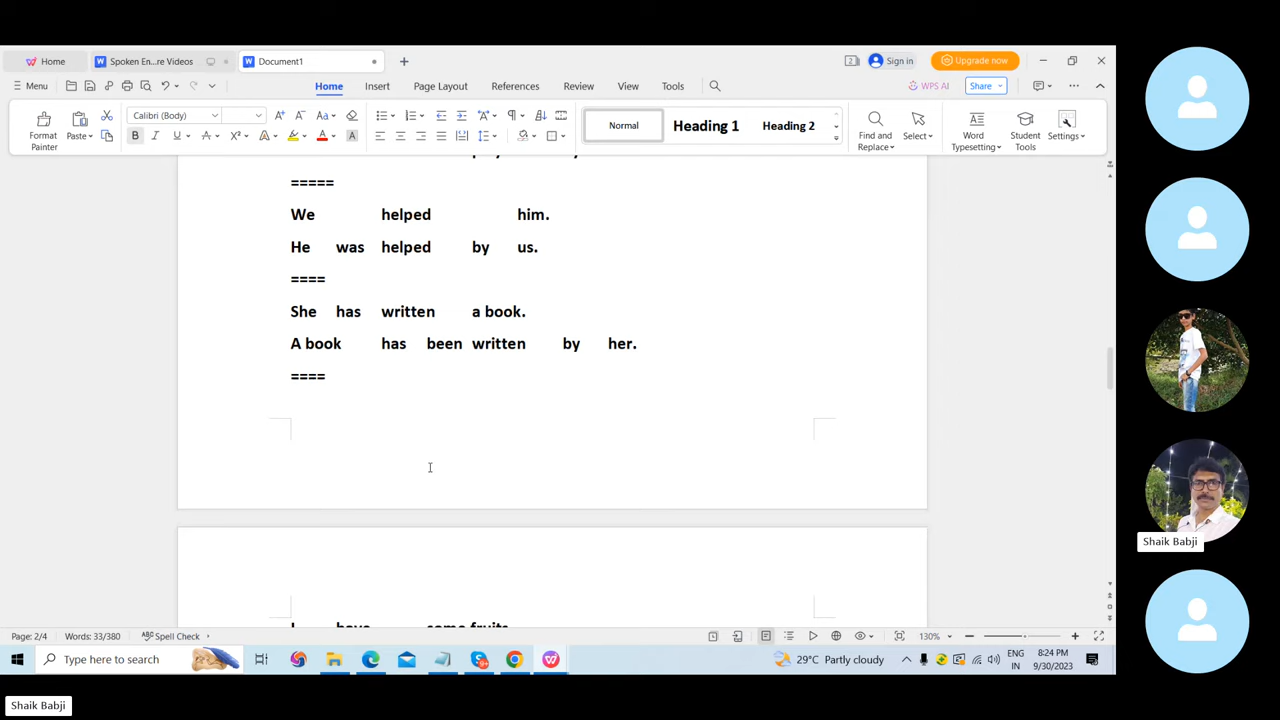 Home
Spoken En...re Videos
Document1
Sign in
Upgrade now
Menu
Home
Insert
Page Layout
References
Review
View
Tools
WPS AI
Share
Format
Painter
Paste
Calibri (Body)
Normal
Heading 1
Heading 2
Find and
Replace
Select
Word
Typesetting
Student
Tools
Settings
=====
We helped him.
He was helped by us.
====
She has written a book.
A book has been written by her.
====
I have some fruits
Page: 2/4
Words: 33/380
Spell Check
130%
Type here to search
29°C Partly cloudy
ENG
IN
8:24 PM
9/30/2023
Shaik Babji
Shaik Babji